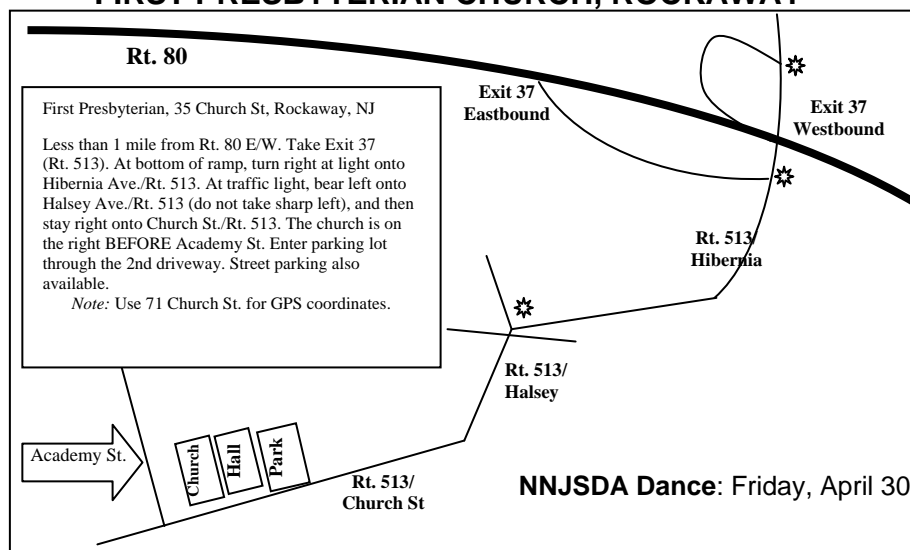 FIRST PRESBYTERIAN CHURCH, ROCKAWAY
Rt. 80
First Presbyterian, 35 Church St, Rockaway, NJ
Less than 1 mile from Rt. 80 E/W. Take Exit 37
(Rt. 513). At bottom of ramp, turn right at light onto
Hibernia Ave./Rt. 513. At traffic light, bear left onto
Halsey Ave./Rt 513 (do not take sharp left), and then
stay right onto Church St./Rt. 513. The church is on
the right BEFORE Academy St. Enter parking lot
through the 2nd driveway. Street parking also
available.
Note: Use 71 Church St. for GPS coordinates.
Exit 37
Eastbound
Exit 37
Westbound
Rt. 513/
Hibernia
Rt. 513/
Halsey
Academy St.
Church
Hall
Park
Rt. 513/
Church St
NNJSDA Dance: Friday, April 30